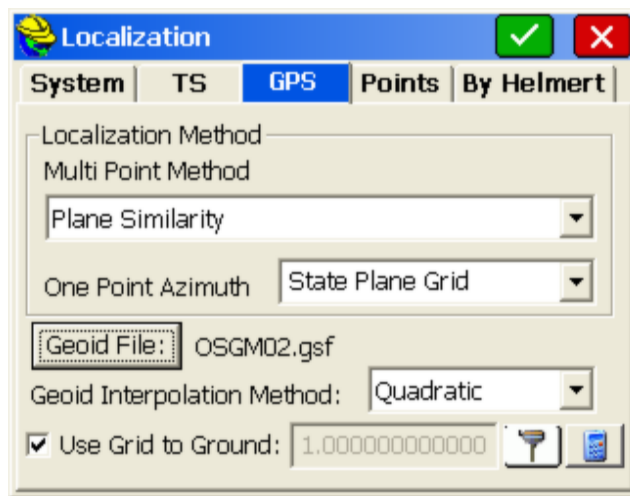 Localization
System TS GPS Points By Helmert
Localization Method
Multi Point Method
Plane Similarity
One Point Azimuth State Plane Grid
Geoid File: OSGM02.gsf
Geoid Interpolation Method: Quadratic
Use Grid to Ground: 1.000000000000